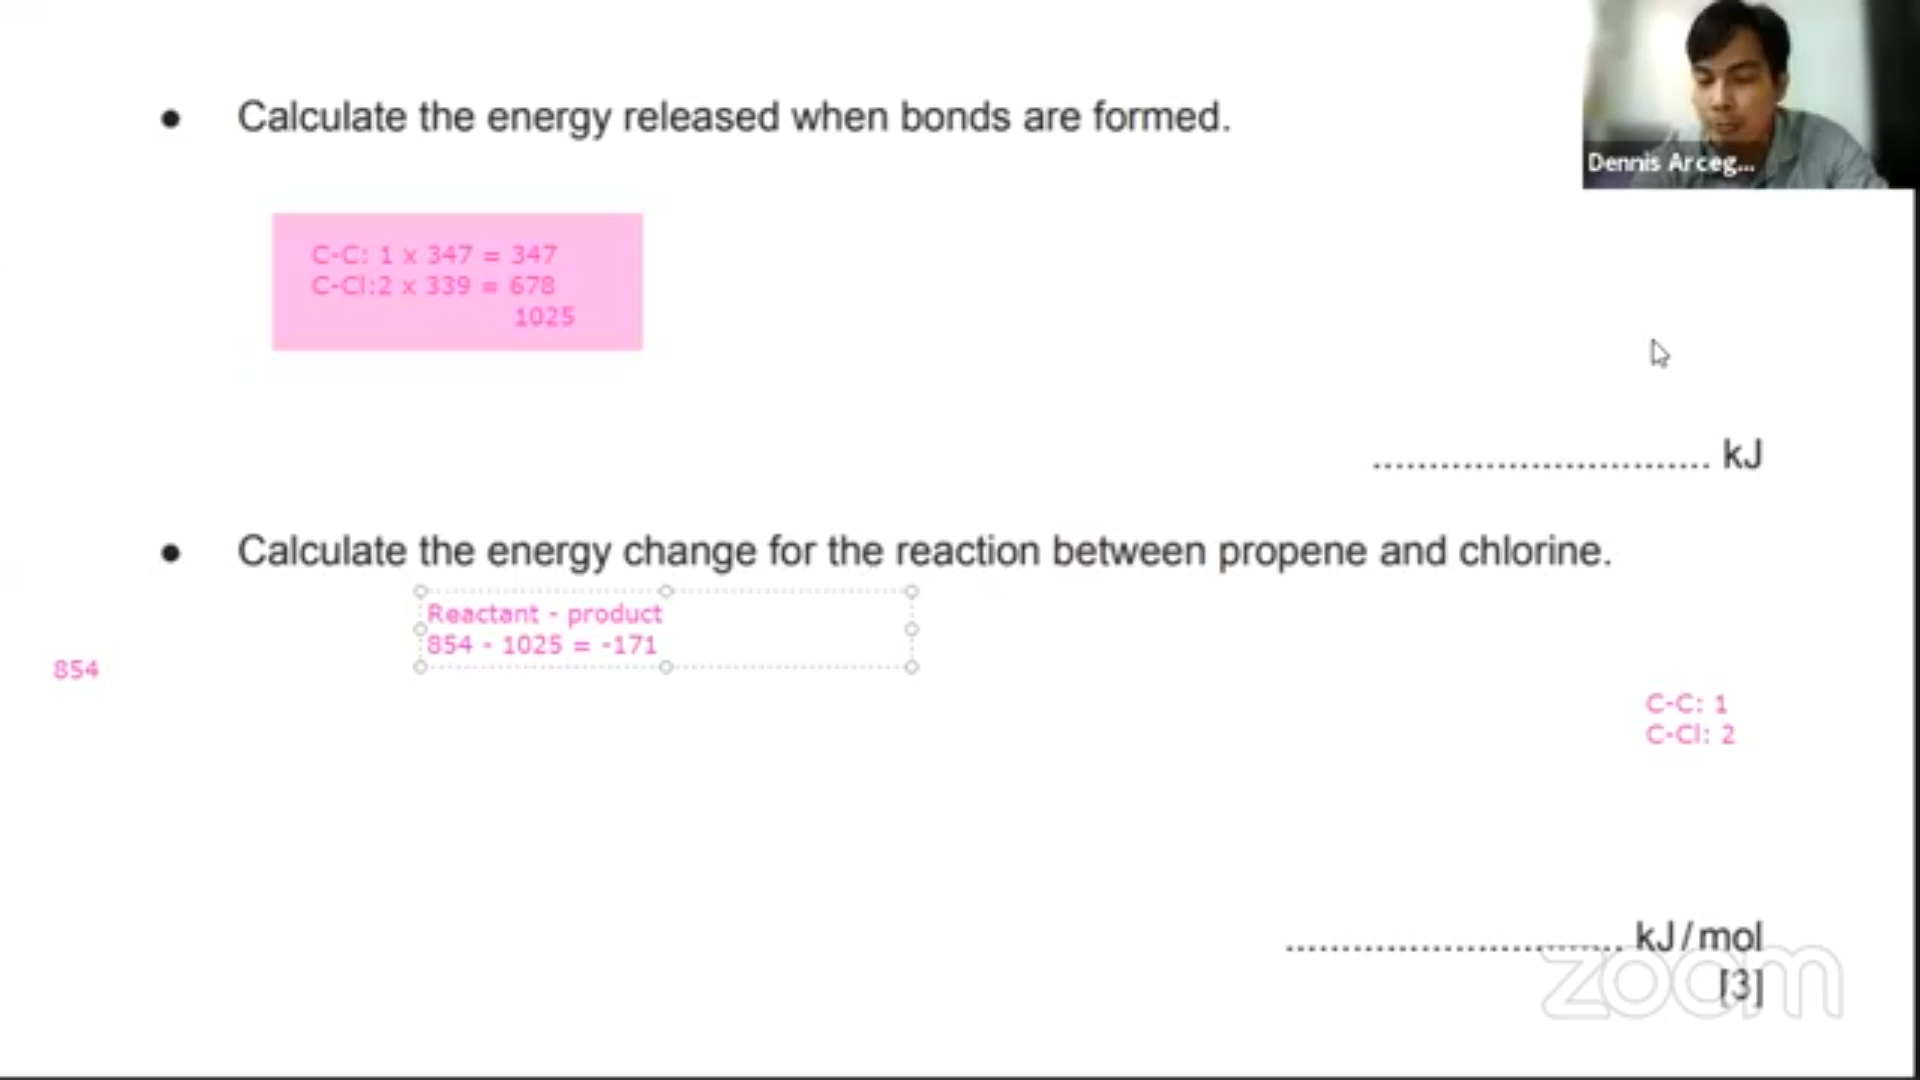 ● Calculate the energy released when bonds are formed.
Dennis Arceg...
C-C: 1 x 347 = 347
C-Cl:2 x 339 = 678
1025
.............................. kJ
● Calculate the energy change for the reaction between propene and chlorine.
Reactant - product
854 - 1025 = -171
854
C-C: 1
C-Cl: 2
.............................. kJ/mol
[3]
zoom